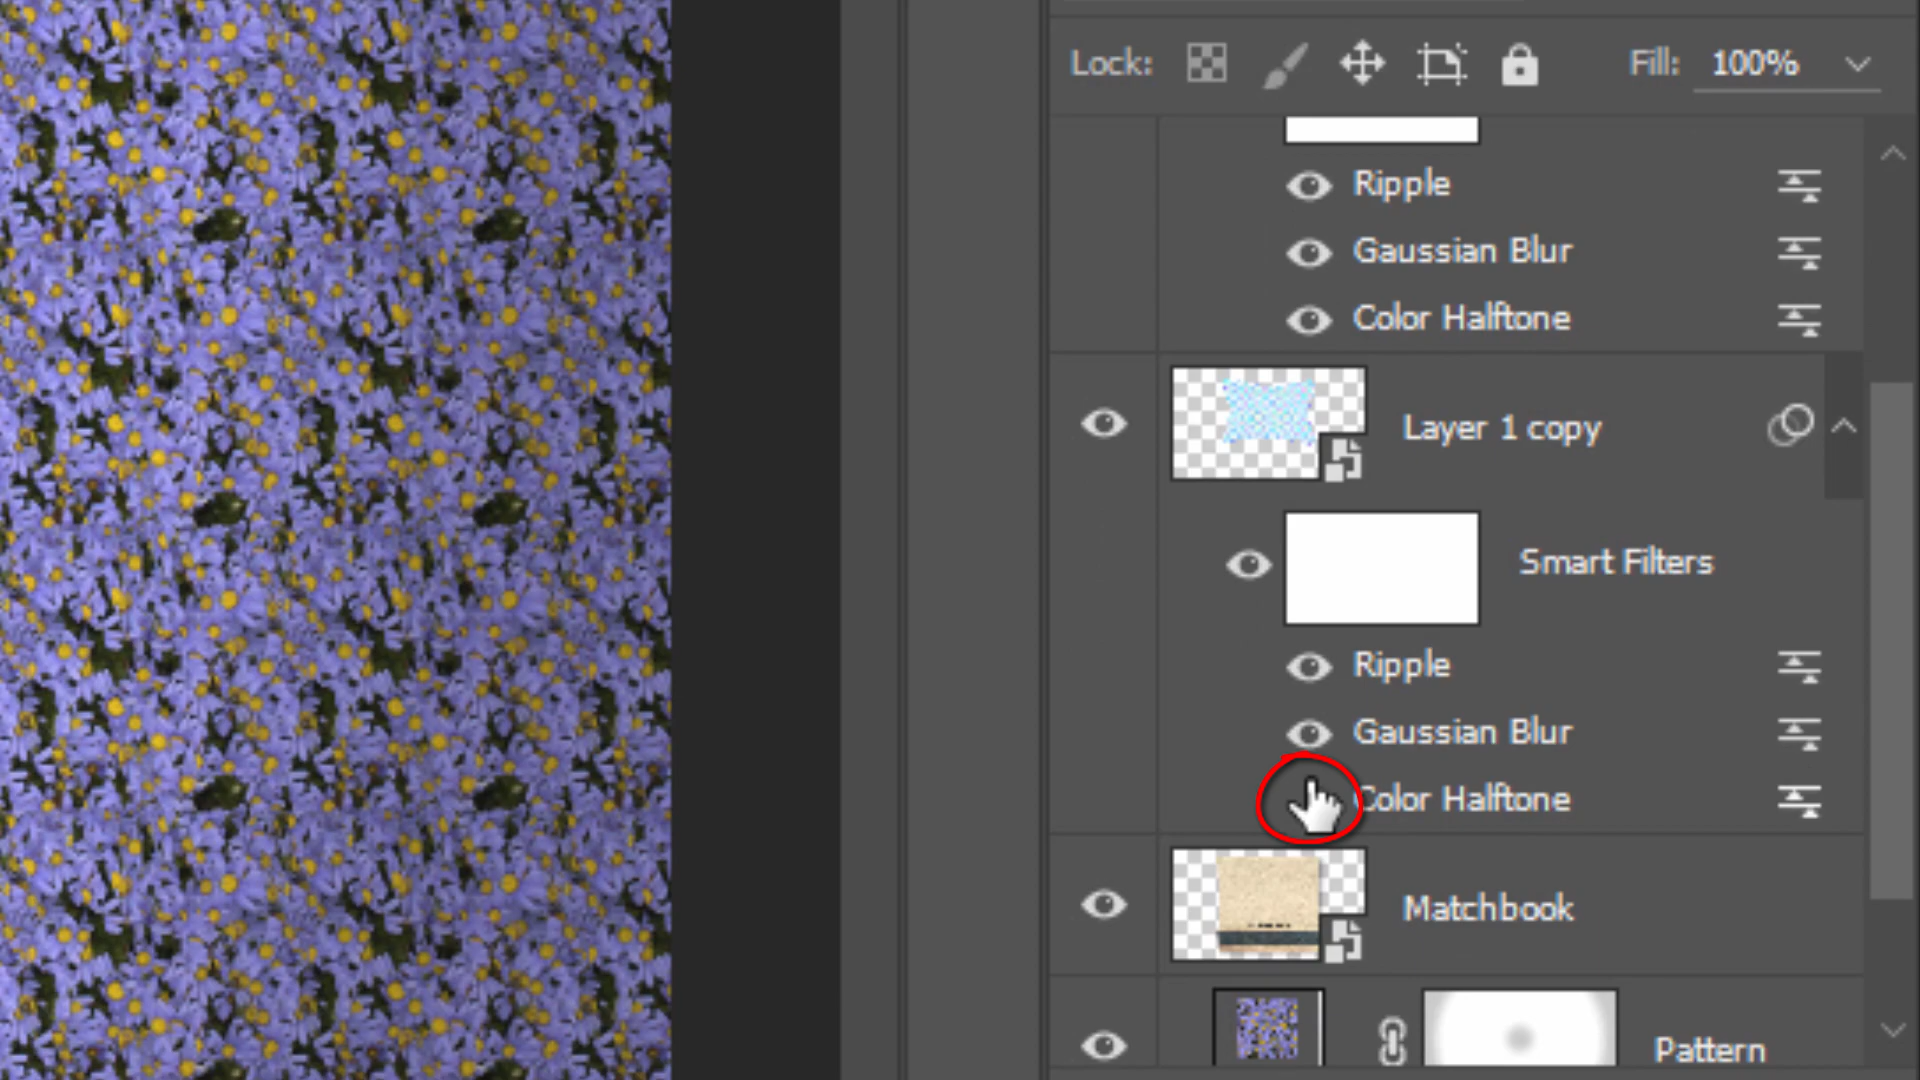 Lock: Fill: 100%
Ripple
Gaussian Blur
Color Halftone
Layer 1 copy
Smart Filters
Ripple
Gaussian Blur
Color Halftone
Matchbook
Pattern